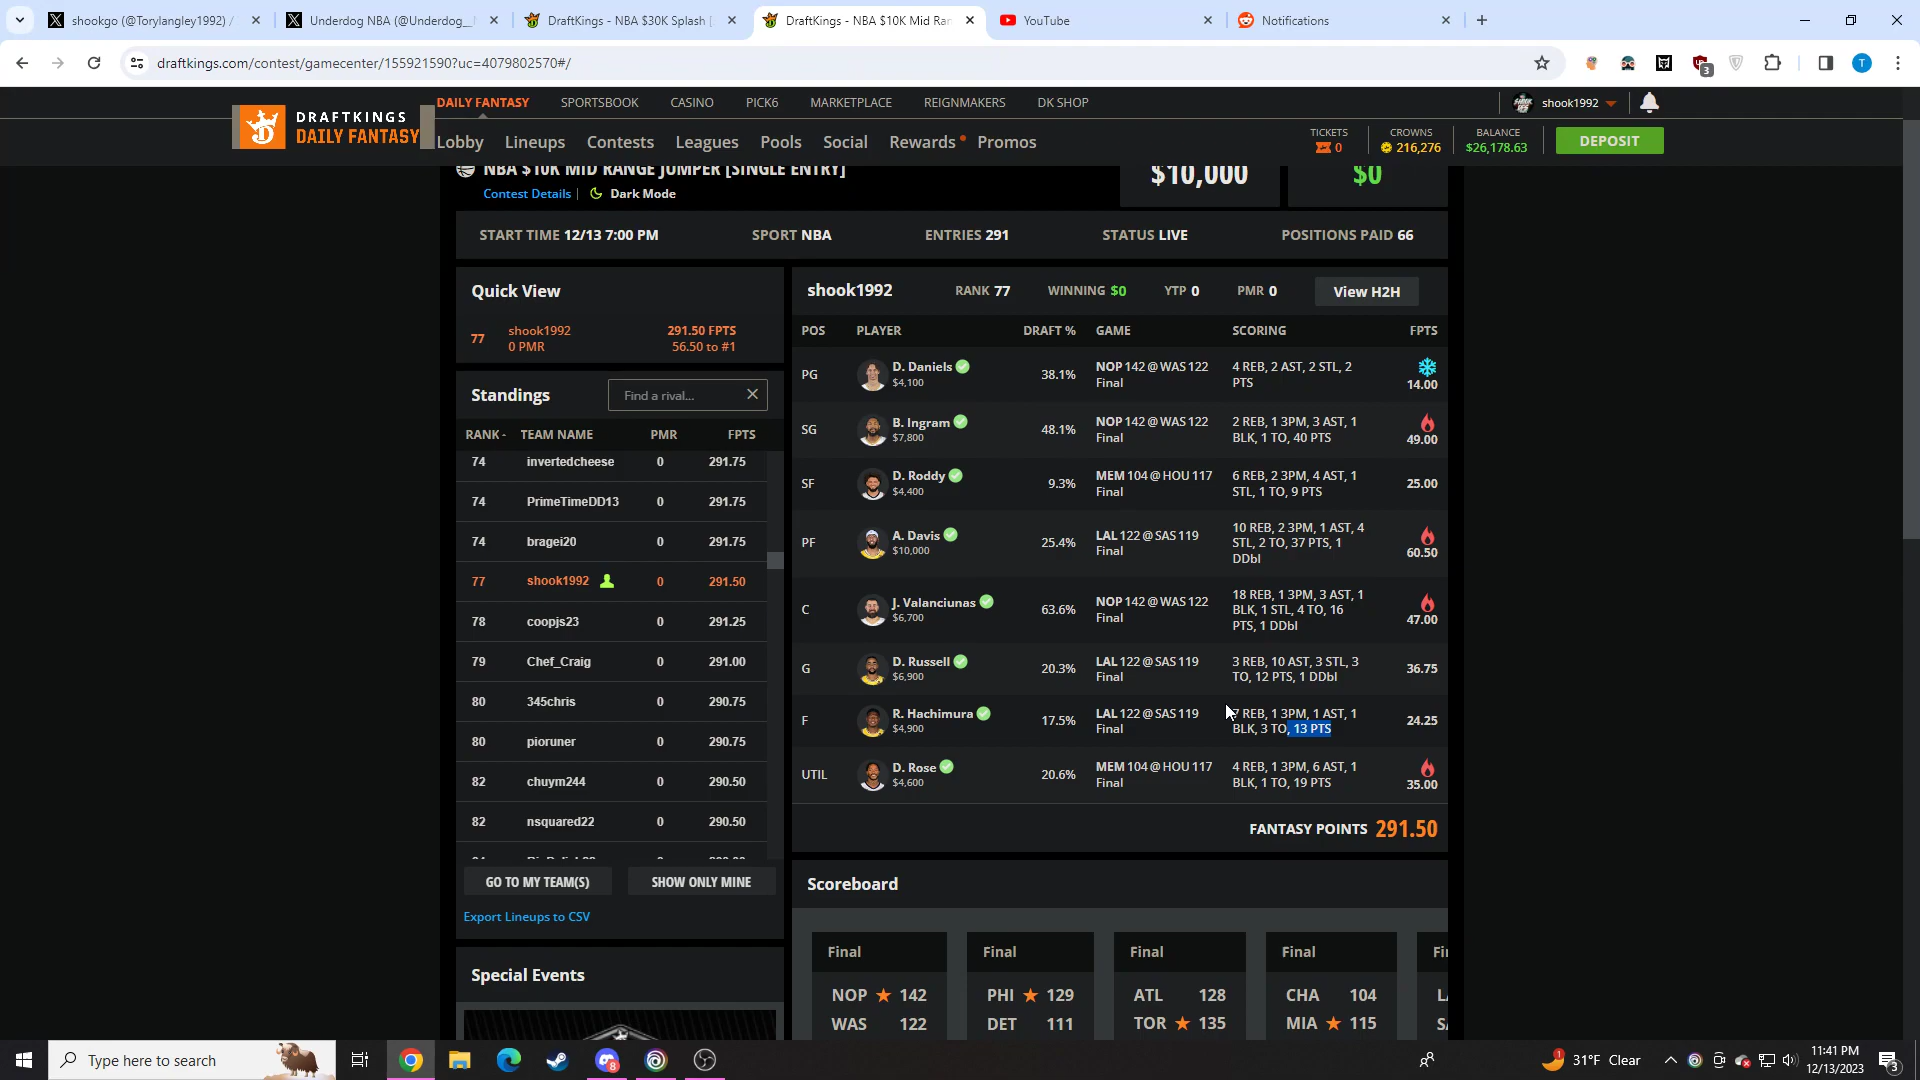 shookgo (@Torylangley1992) /
Underdog NBA (@Underdog__
DraftKings - NBA $30K Splash [
DraftKings - NBA $10K Mid Ran
YouTube
Notifications
draftkings.com/contest/gamecenter/155921590?uc=4079802570#/
3
T
DRAFTKINGS
DAILY FANTASY
DAILY FANTASY SPORTSBOOK CASINO PICK6 MARKETPLACE REIGNMAKERS DK SHOP
shook1992
Lobby Lineups Contests Leagues Pools Social Rewards Promos
TICKETS
0
CROWNS
216,276
BALANCE
$26,178.63
DEPOSIT
NBA $10K MID RANGE JUMPER [SINGLE ENTRY]
Contest Details | Dark Mode
$10,000
$0
START TIME 12/13 7:00 PM
SPORT NBA
ENTRIES 291
STATUS LIVE
POSITIONS PAID 66
Quick View
77
shook1992
0 PMR
291.50 FPTS
56.50 to #1
Standings
Find a rival...
RANK TEAM NAME PMR FPTS
74 invertedcheese 0 291.75
74 PrimeTimeDD13 0 291.75
74 bragei20 0 291.75
77 shook1992 0 291.50
78 coopjs23 0 291.25
79 Chef_Craig 0 291.00
80 345chris 0 290.75
80 pioruner 0 290.75
82 chuym244 0 290.50
82 nsquared22 0 290.50
GO TO MY TEAM(S)
SHOW ONLY MINE
Export Lineups to CSV
Special Events
shook1992 RANK 77 WINNING $0 YTP 0 PMR 0 View H2H
POS PLAYER DRAFT % GAME SCORING FPTS
PG
D. Daniels
$4,100
38.1%
NOP 142 @ WAS 122
Final
4 REB, 2 AST, 2 STL, 2
PTS
14.00
SG
B. Ingram
$7,800
48.1%
NOP 142 @ WAS 122
Final
2 REB, 1 3PM, 3 AST, 1
BLK, 1 TO, 40 PTS
49.00
SF
D. Roddy
$4,400
9.3%
MEM 104 @ HOU 117
Final
6 REB, 2 3PM, 4 AST, 1
STL, 1 TO, 9 PTS
25.00
PF
A. Davis
$10,000
25.4%
LAL 122 @ SAS 119
Final
10 REB, 2 3PM, 1 AST, 4
STL, 2 TO, 37 PTS, 1
DDbl
60.50
C
J. Valanciunas
$6,700
63.6%
NOP 142 @ WAS 122
Final
18 REB, 1 3PM, 3 AST, 1
BLK, 1 STL, 4 TO, 16
PTS, 1 DDbl
47.00
G
D. Russell
$6,900
20.3%
LAL 122 @ SAS 119
Final
3 REB, 10 AST, 3 STL, 3
TO, 12 PTS, 1 DDbl
36.75
F
R. Hachimura
$4,900
17.5%
LAL 122 @ SAS 119
Final
7 REB, 1 3PM, 1 AST, 1
BLK, 3 TO, 13 PTS
24.25
UTIL
D. Rose
$4,600
20.6%
MEM 104 @ HOU 117
Final
4 REB, 1 3PM, 6 AST, 1
BLK, 1 TO, 19 PTS
35.00
FANTASY POINTS 291.50
Scoreboard
Final
NOP 142
WAS 122
Final
PHI 129
DET 111
Final
ATL 128
TOR 135
Final
CHA 104
MIA 115
Type here to search
8
1
31°F Clear
11:41 PM
12/13/2023
3